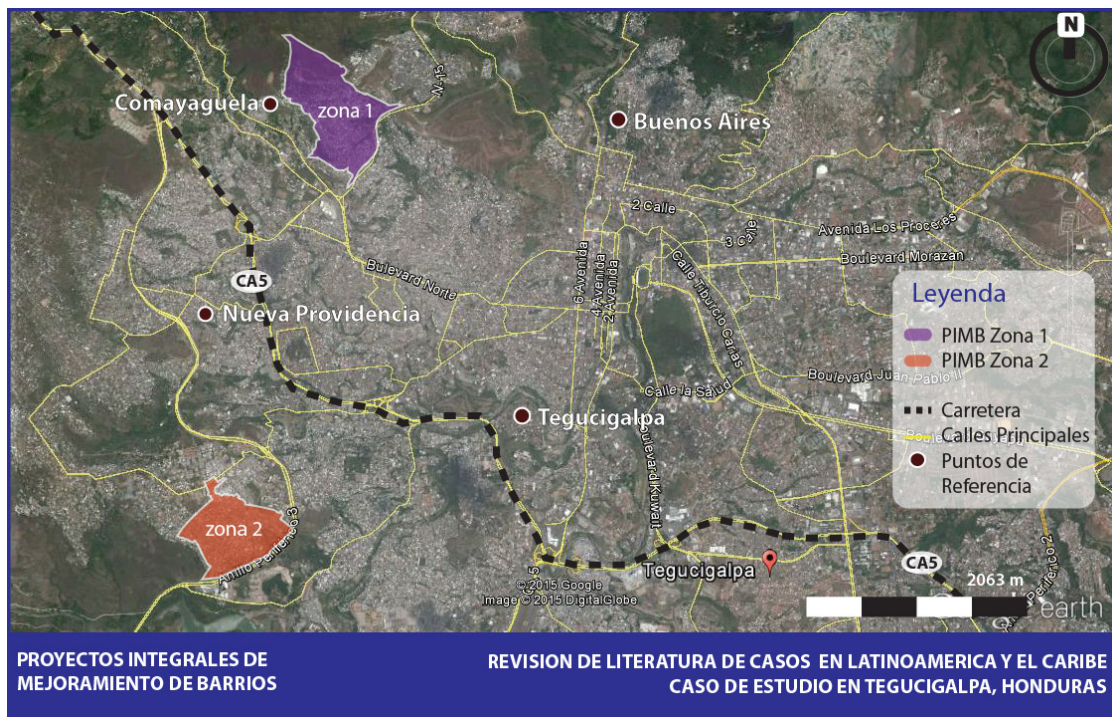 N
Comayaguela
zona 1
N-15
Buenos Aires
2 Calle
3 Calle
Avenida Los Proceres
Boulevard Morazan
6 Avenida
4 Avenida
2 Avenida
Calle Tiburcio Carias
Bulevard Norte
CA5
Nueva Providencia
Leyenda
PIMB Zona 1
PIMB Zona 2
Carretera
Calles Principales
Puntos de
Referencia
Boulevard Juan Pablo II
Calle la Salud
Tegucigalpa
Boulevard Kuwait
zona 2
Anillo Periferico 3
Tegucigalpa
CA5
© 2015 Google
Image © 2015 DigitalGlobe
2063 m
earth
PROYECTOS INTEGRALES DE
MEJORAMIENTO DE BARRIOS
REVISION DE LITERATURA DE CASOS EN LATINOAMERICA Y EL CARIBE
CASO DE ESTUDIO EN TEGUCIGALPA, HONDURAS